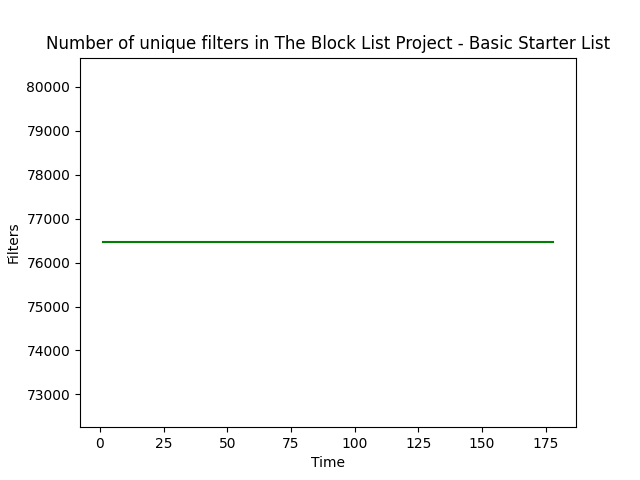 Number of unique filters in The Block List Project - Basic Starter List
80000
79000
78000
77000
76000
75000
74000
73000
Filters
0 25 50 75 100 125 150 175
Time